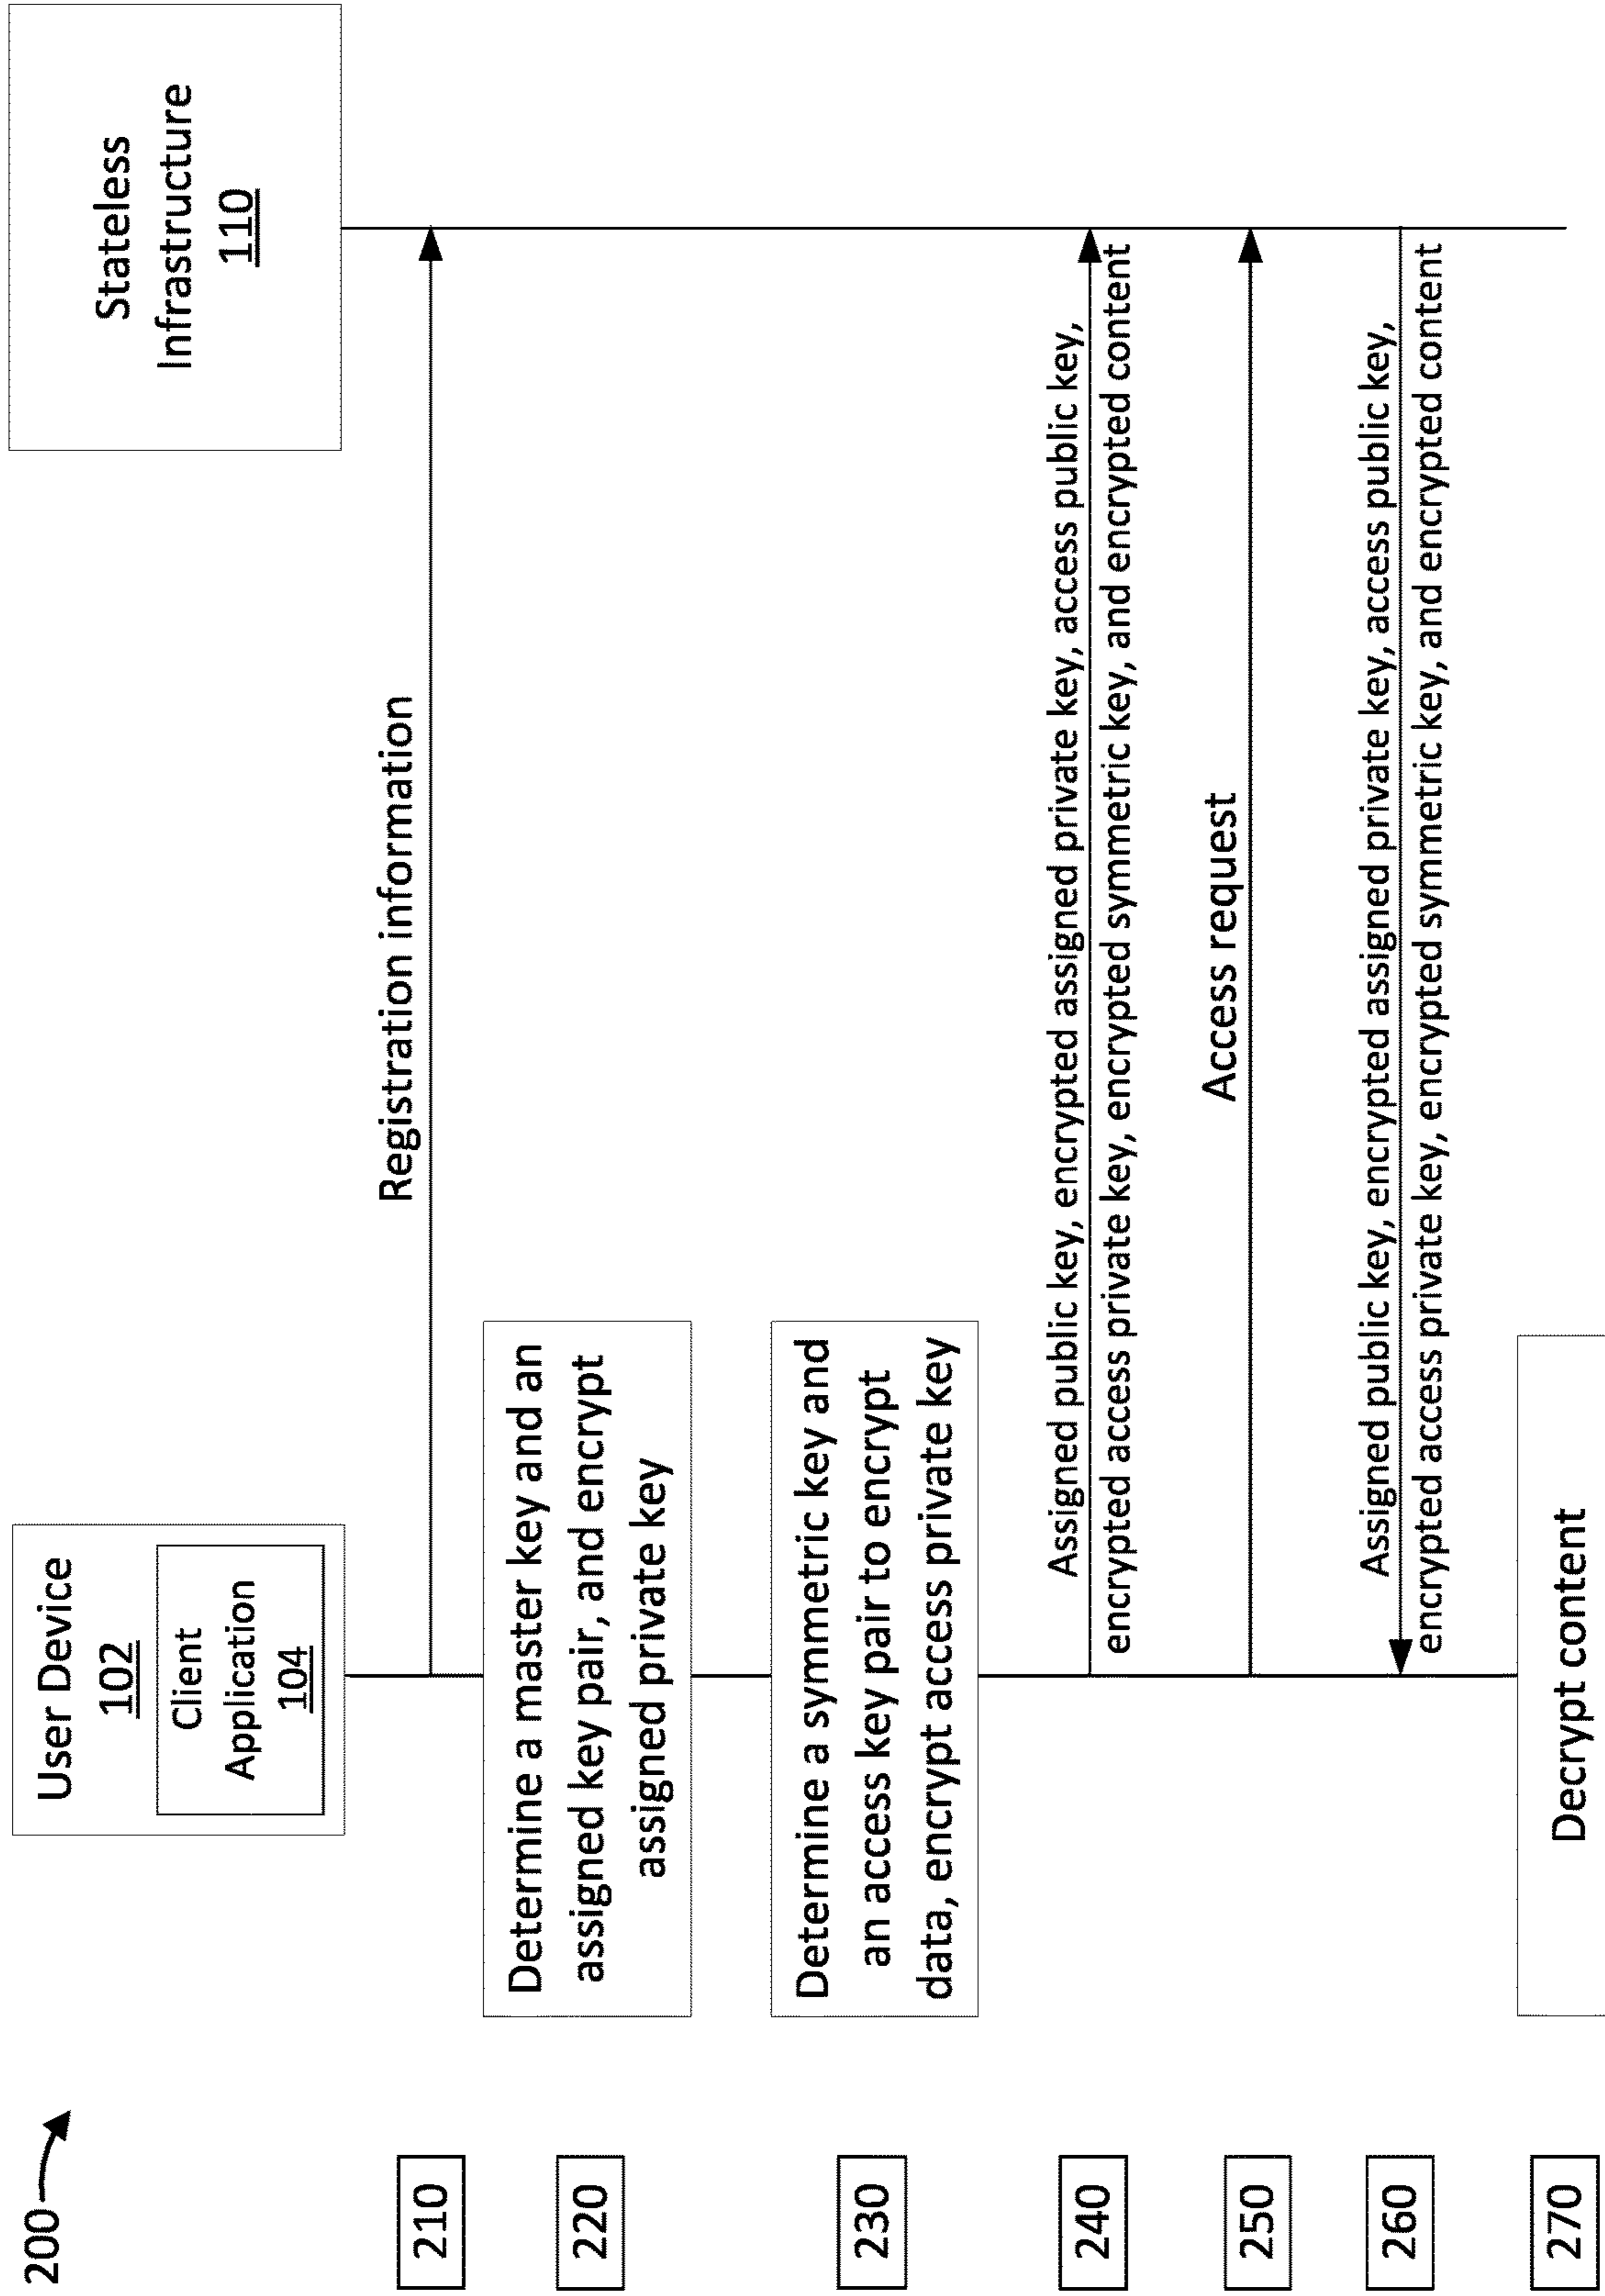 200
User Device
102
Client
Application
104
Stateless
Infrastructure
110
210
Registration information
220
Determine a master key and an
assigned key pair, and encrypt
assigned private key
230
Determine a symmetric key and
an access key pair to encrypt
data, encrypt access private key
240
Assigned public key, encrypted assigned private key, access public key,
encrypted access private key, encrypted symmetric key, and encrypted content
250
Access request
260
Assigned public key, encrypted assigned private key, access public key,
encrypted access private key, encrypted symmetric key, and encrypted content
270
Decrypt content